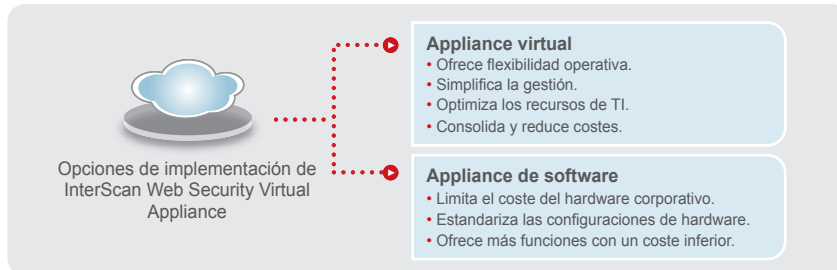 Opciones de implementación de
InterScan Web Security Virtual
Appliance
Appliance virtual
• Ofrece flexibilidad operativa.
• Simplifica la gestión.
• Optimiza los recursos de TI.
• Consolida y reduce costes.
Appliance de software
• Limita el coste del hardware corporativo.
• Estandariza las configuraciones de hardware.
• Ofrece más funciones con un coste inferior.